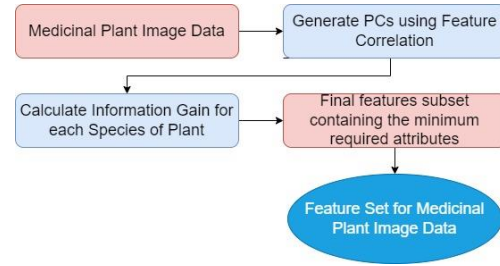 Medicinal Plant Image Data
Generate PCs using Feature
Correlation
Calculate Information Gain for
each Species of Plant
Final features subset
containing the minimum
required attributes
Feature Set for Medicinal
Plant Image Data